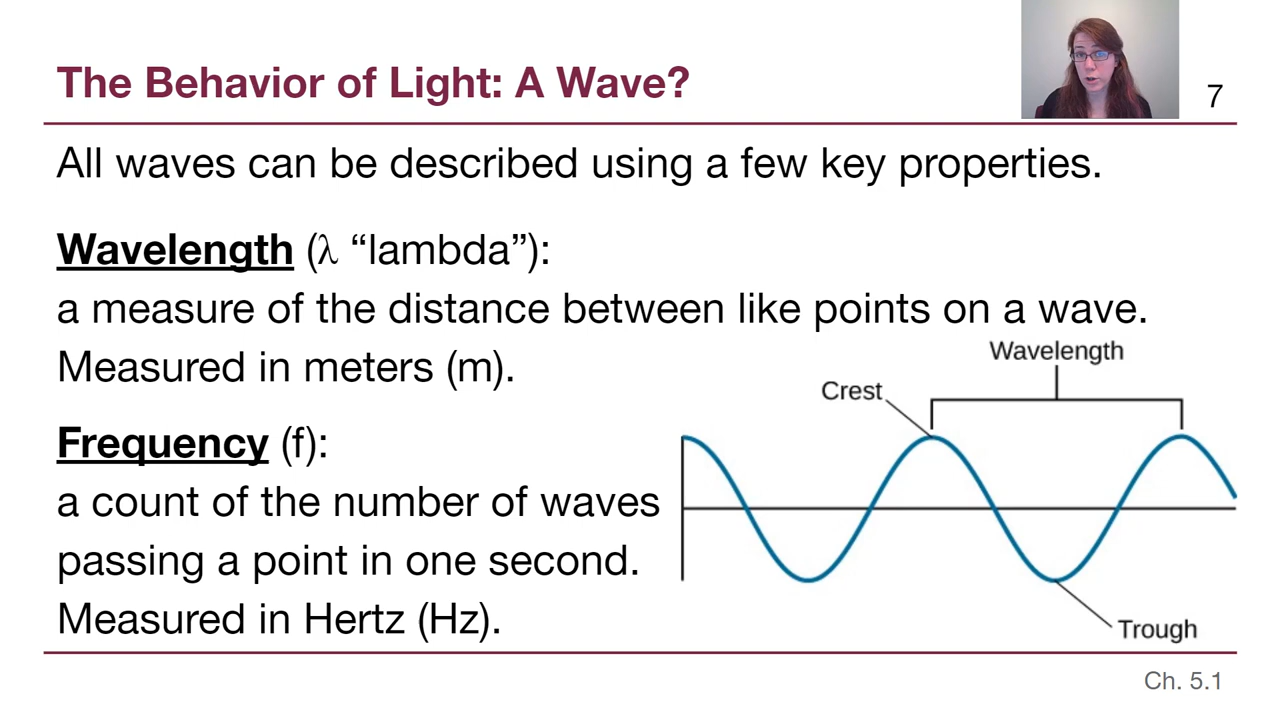 The Behavior of Light: A Wave?
7
All waves can be described using a few key properties.
Wavelength (λ “lambda”):
a measure of the distance between like points on a wave.
Measured in meters (m).
Frequency (f):
a count of the number of waves
passing a point in one second.
Measured in Hertz (Hz).
Wavelength
Crest
Trough
Ch. 5.1